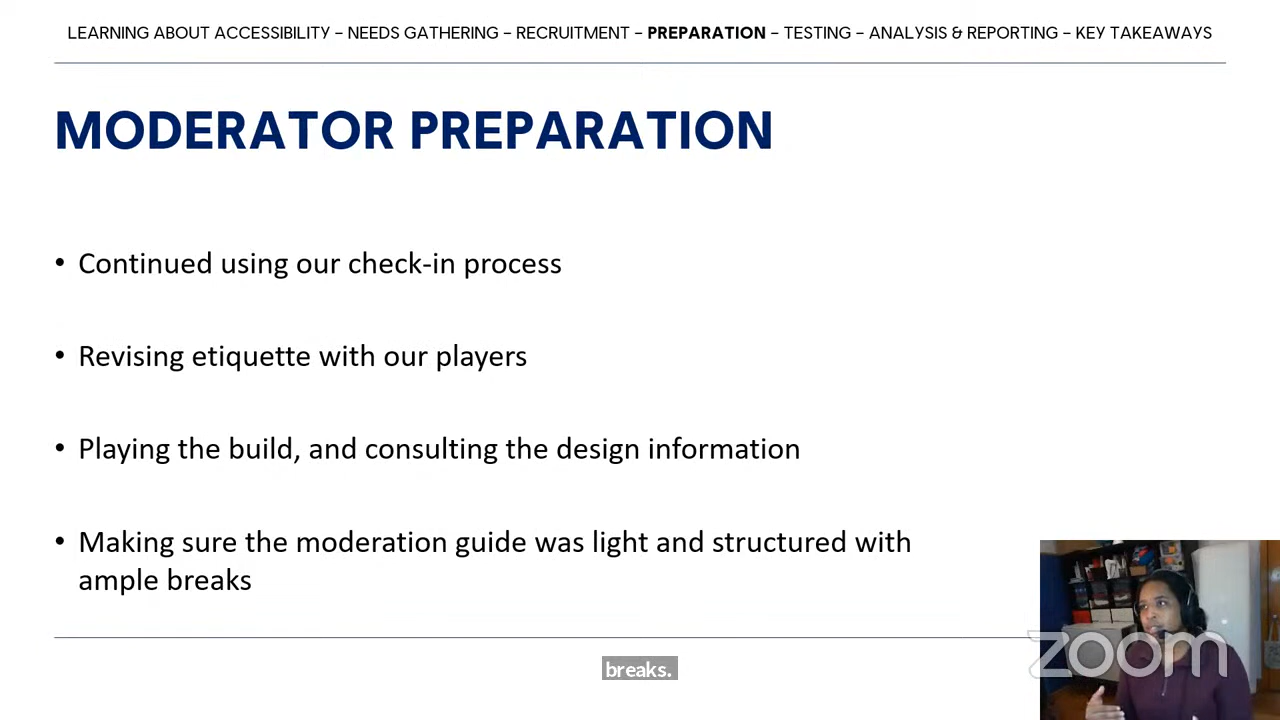 LEARNING ABOUT ACCESSIBILITY – NEEDS GATHERING – RECRUITMENT – PREPARATION – TESTING – ANALYSIS & REPORTING – KEY TAKEAWAYS
MODERATOR PREPARATION
• Continued using our check-in process
• Revising etiquette with our players
• Playing the build, and consulting the design information
• Making sure the moderation guide was light and structured with
ample breaks
zoom
breaks.